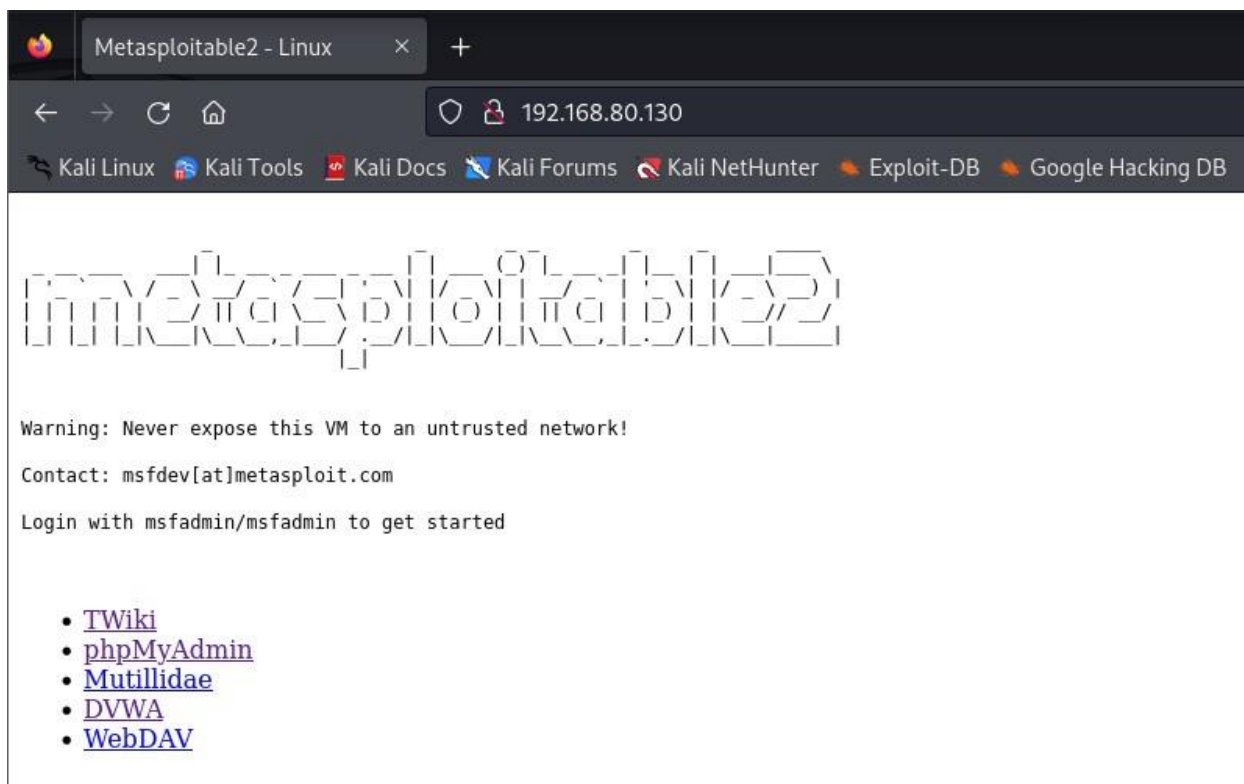 Metasploitable2 - Linux
192.168.80.130
Kali Linux Kali Tools Kali Docs Kali Forums Kali NetHunter Exploit-DB Google Hacking DB
metasploitable2
Warning: Never expose this VM to an untrusted network!
Contact: msfdev[at]metasploit.com
Login with msfadmin/msfadmin to get started
• TWiki
• phpMyAdmin
• Mutillidae
• DVWA
• WebDAV